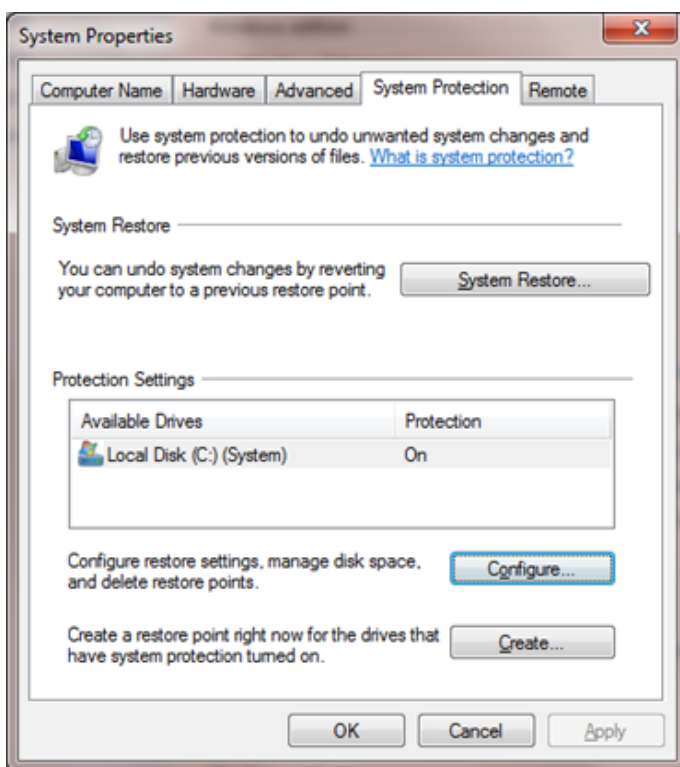 System Properties
Computer Name Hardware Advanced System Protection Remote
Use system protection to undo unwanted system changes and
restore previous versions of files. What is system protection?
System Restore
You can undo system changes by reverting
your computer to a previous restore point.
System Restore...
Protection Settings
Available Drives Protection
Local Disk (C:) (System) On
Configure restore settings, manage disk space,
and delete restore points.
Configure...
Create a restore point right now for the drives that
have system protection turned on.
Create...
OK Cancel Apply